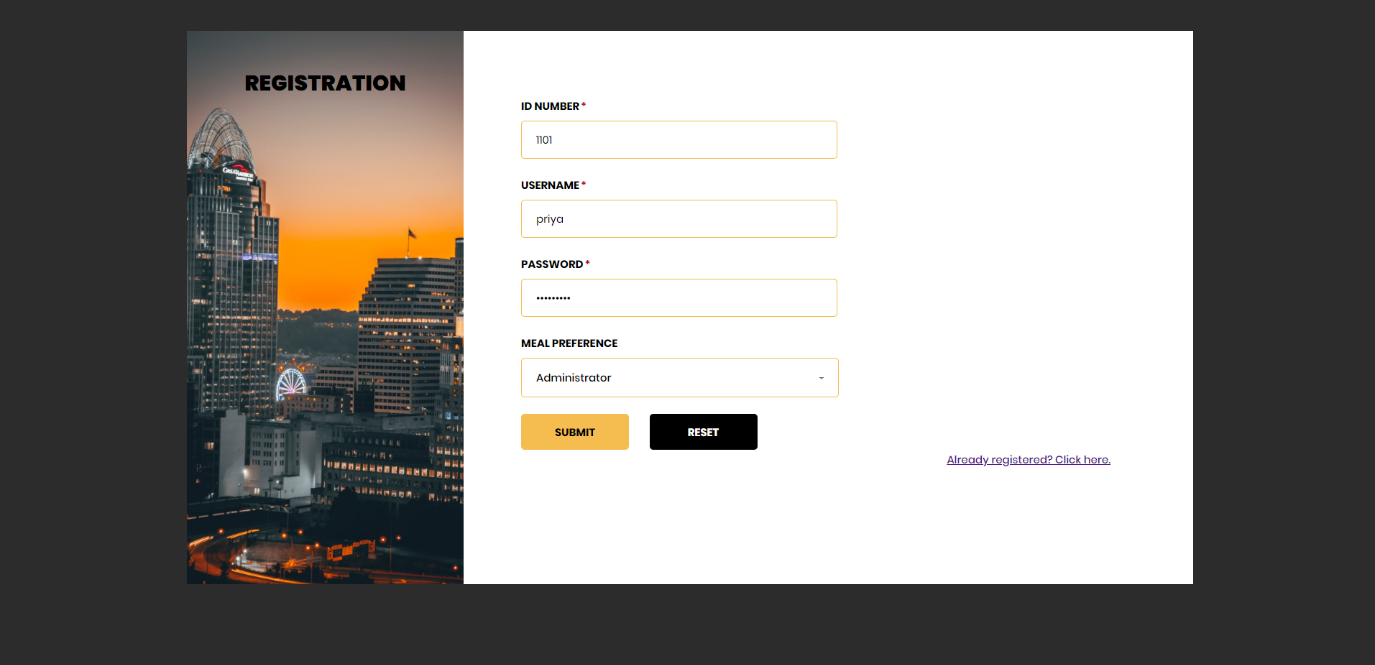 REGISTRATION
ID NUMBER *
1101
USERNAME *
priya
PASSWORD *
•••••••••
MEAL PREFERENCE
Administrator
SUBMIT
RESET
Already registered? Click here.